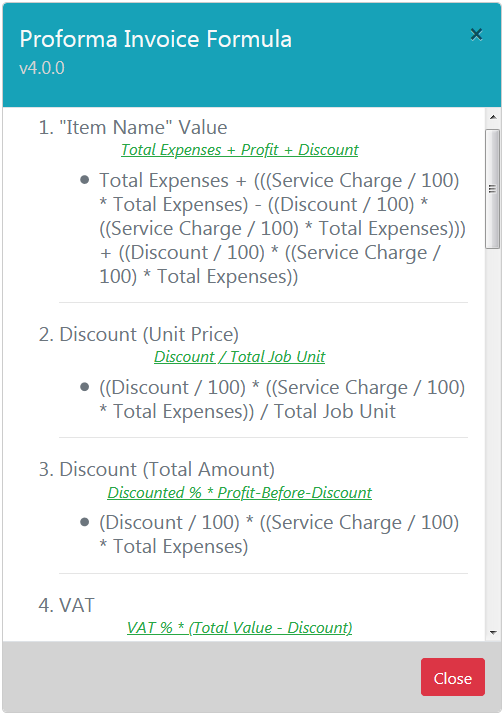 Proforma Invoice Formula
×
v4.0.0
1. "Item Name" Value
Total Expenses + Profit + Discount
• Total Expenses + (((Service Charge / 100)
* Total Expenses) - ((Discount / 100) *
((Service Charge / 100) * Total Expenses)))
+ ((Discount / 100) * ((Service Charge /
100) * Total Expenses))
2. Discount (Unit Price)
Discount / Total Job Unit
• ((Discount / 100) * ((Service Charge / 100)
* Total Expenses)) / Total Job Unit
3. Discount (Total Amount)
Discounted % * Profit-Before-Discount
• (Discount / 100) * ((Service Charge / 100)
* Total Expenses)
4. VAT
VAT % * (Total Value - Discount)
Close